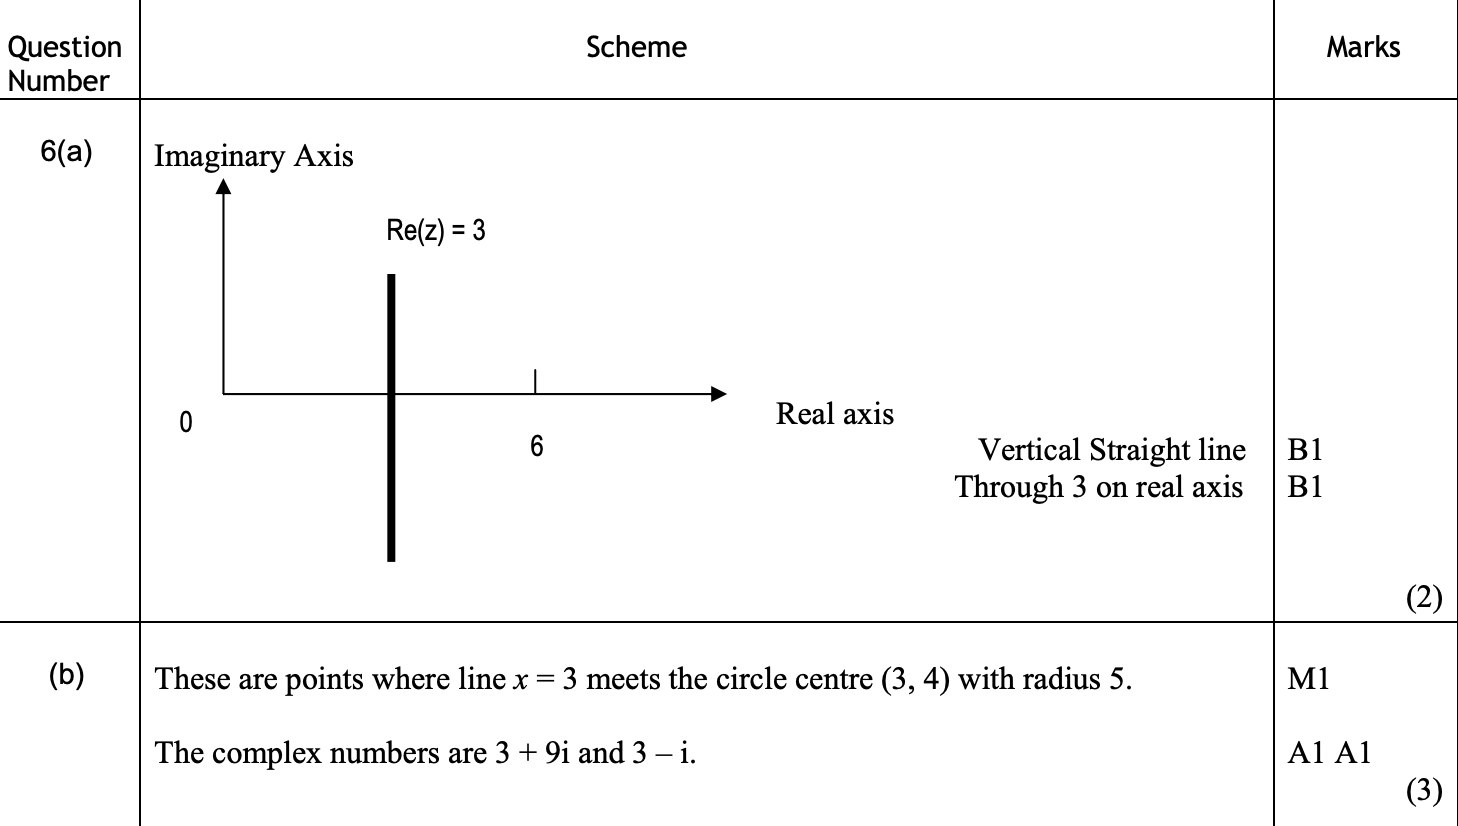 Question
Number
Scheme
Marks
6(a)
Imaginary Axis
Re(z) = 3
0
6
Real axis
Vertical Straight line
B1
Through 3 on real axis
B1
(2)
(b)
These are points where line x = 3 meets the circle centre (3, 4) with radius 5.
M1
The complex numbers are 3 + 9i and 3 – i.
A1 A1
(3)